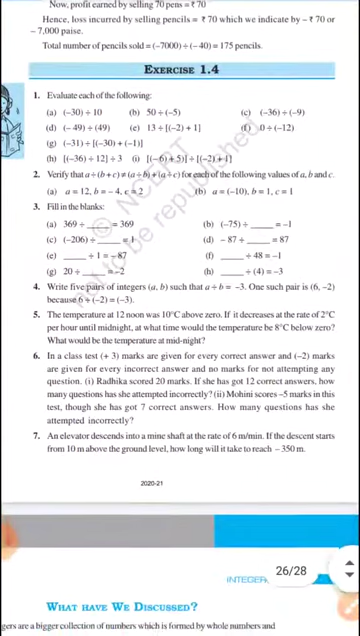 Now, profit earned by selling 70 pens = ₹ 70
Hence, loss incurred by selling pencils = ₹ 70 which we indicate by – ₹ 70 or
– 7,000 paise.
Total number of pencils sold = (–7000) ÷ (– 40) = 175 pencils.
EXERCISE 1.4
1. Evaluate each of the following:
(a) (–30) ÷ 10 (b) 50 ÷ (–5) (c) (–36) ÷ (–9)
(d) (– 49) ÷ (49) (e) 13 ÷ [(–2) + 1] (f) 0 ÷ (–12)
(g) (–31) ÷ [(–30) + (–1)]
(h) [(–36) ÷ 12] ÷ 3 (i) [(–6) + 5)] ÷ [(–2) + 1]
2. Verify that a ÷ (b + c) ≠ (a ÷ b) + (a ÷ c) for each of the following values of a, b and c.
(a) a = 12, b = – 4, c = 2 (b) a = (–10), b = 1, c = 1
3. Fill in the blanks:
(a) 369 ÷ _____ = 369 (b) (–75) ÷ _____ = –1
(c) (–206) ÷ _____ = 1 (d) – 87 ÷ _____ = 87
(e) _____ ÷ 1 = – 87 (f) _____ ÷ 48 = –1
(g) 20 ÷ _____ = –2 (h) _____ ÷ (4) = –3
4. Write five pairs of integers (a, b) such that a ÷ b = –3. One such pair is (6, –2)
because 6 ÷ (–2) = (–3).
5. The temperature at 12 noon was 10°C above zero. If it decreases at the rate of 2°C
per hour until midnight, at what time would the temperature be 8°C below zero?
What would be the temperature at mid-night?
6. In a class test (+ 3) marks are given for every correct answer and (–2) marks
are given for every incorrect answer and no marks for not attempting any
question. (i) Radhika scored 20 marks. If she has got 12 correct answers, how
many questions has she attempted incorrectly? (ii) Mohini scores –5 marks in this
test, though she has got 7 correct answers. How many questions has she
attempted incorrectly?
7. An elevator descends into a mine shaft at the rate of 6 m/min. If the descent starts
from 10 m above the ground level, how long will it take to reach – 350 m.
© NCERT
not to be republished
2020-21
INTEGER
26/28
WHAT HAVE WE DISCUSSED?
gers are a bigger collection of numbers which is formed by whole numbers and